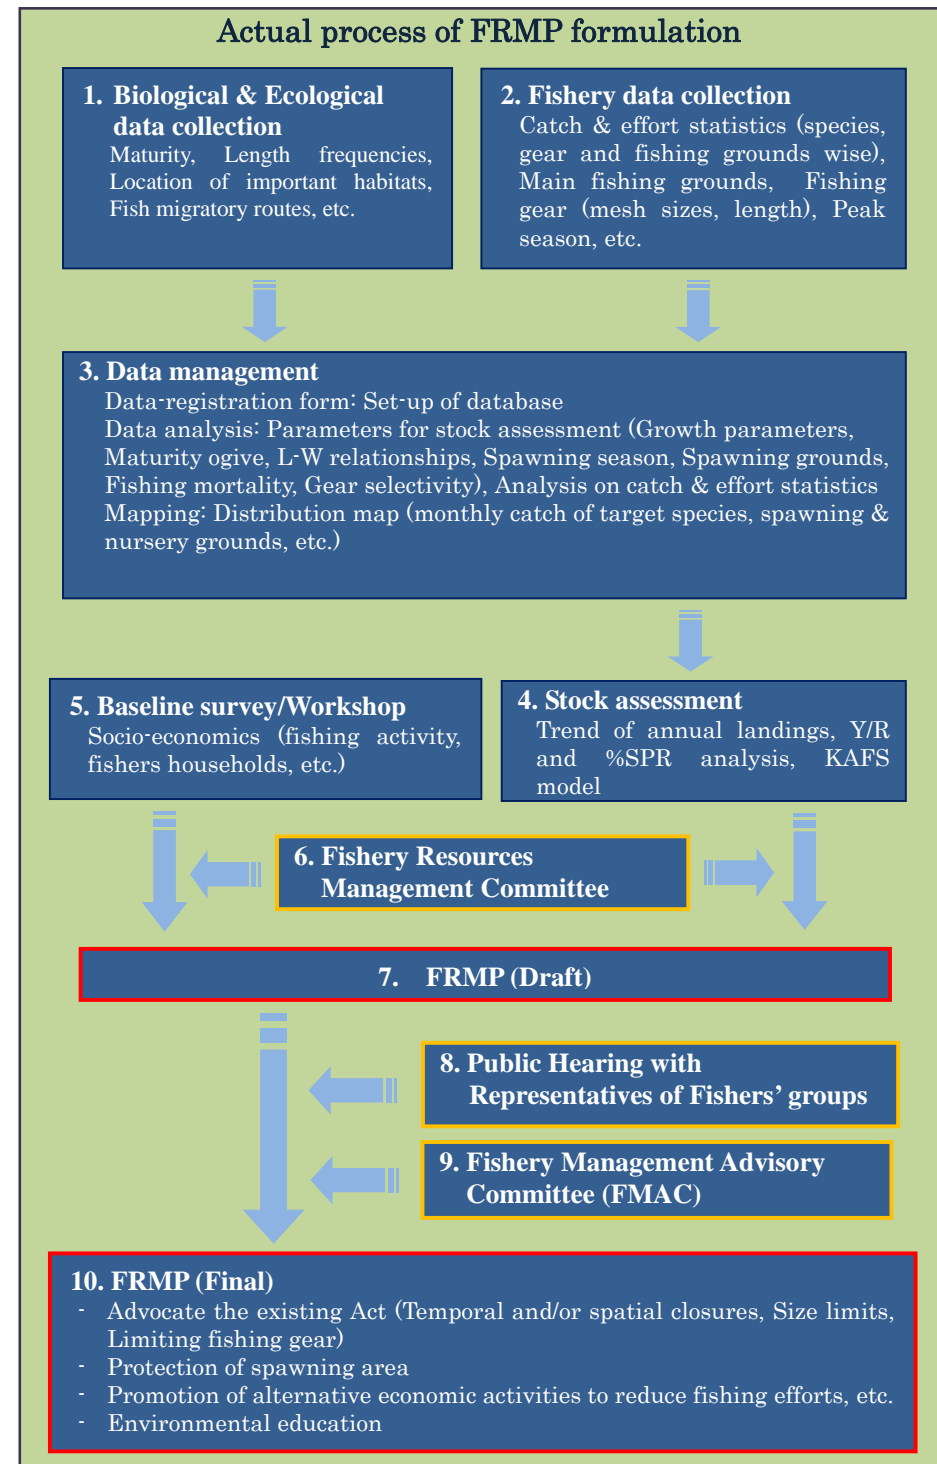 Actual process of FRMP formulation
1. Biological & Ecological
data collection
Maturity, Length frequencies,
Location of important habitats,
Fish migratory routes, etc.
2. Fishery data collection
Catch & effort statistics (species,
gear and fishing grounds wise),
Main fishing grounds, Fishing
gear (mesh sizes, length), Peak
season, etc.
3. Data management
Data-registration form: Set-up of database
Data analysis: Parameters for stock assessment (Growth parameters,
Maturity ogive, L-W relationships, Spawning season, Spawning grounds,
Fishing mortality, Gear selectivity), Analysis on catch & effort statistics
Mapping: Distribution map (monthly catch of target species, spawning &
nursery grounds, etc.)
5. Baseline survey/Workshop
Socio-economics (fishing activity,
fishers households, etc.)
4. Stock assessment
Trend of annual landings, Y/R
and %SPR analysis, KAFS
model
6. Fishery Resources
Management Committee
7. FRMP (Draft)
8. Public Hearing with
Representatives of Fishers' groups
9. Fishery Management Advisory
Committee (FMAC)
10. FRMP (Final)
- Advocate the existing Act (Temporal and/or spatial closures, Size limits,
Limiting fishing gear)
- Protection of spawning area
- Promotion of alternative economic activities to reduce fishing efforts, etc.
- Environmental education